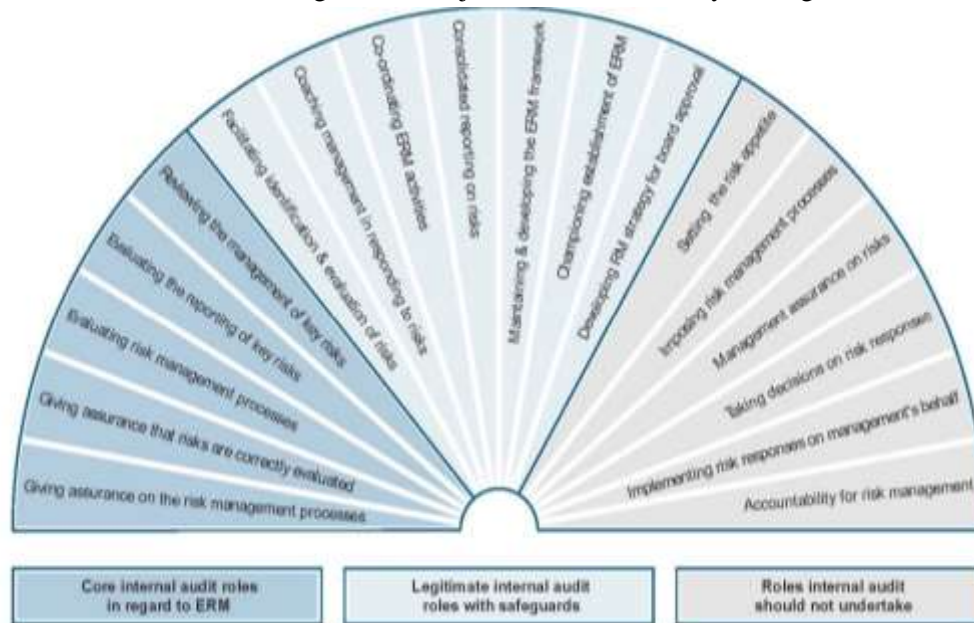 Giving assurance on the risk management processes
Giving assurance that risks are correctly evaluated
Evaluating risk management processes
Evaluating the reporting of key risks
Reviewing the management of key risks
Facilitating identification & evaluation of risks
Coaching management in responding to risks
Co-ordinating ERM activities
Consolidated reporting on risks
Maintaining & developing the ERM framework
Championing establishment of ERM
Developing RM strategy for board approval
Setting the risk appetite
Imposing risk management processes
Management assurance on risks
Taking decisions on risk responses
Implementing risk responses on management's behalf
Accountability for risk management
Core internal audit roles
in regard to ERM
Legitimate internal audit
roles with safeguards
Roles internal audit
should not undertake